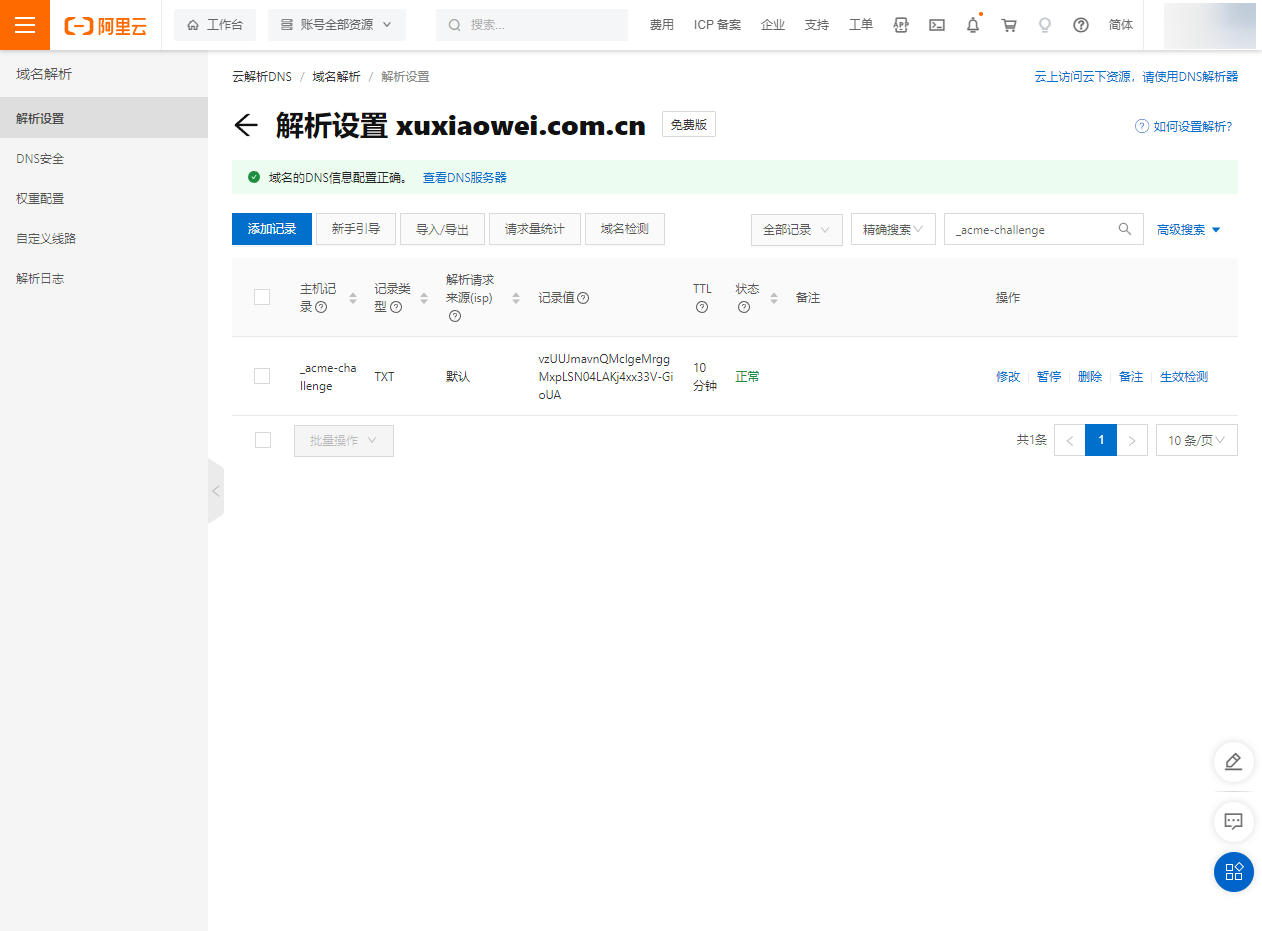 阿里云
工作台
账号全部资源
搜索...
费用
ICP 备案
企业
支持
工单
简体
域名解析
解析设置
DNS安全
权重配置
自定义线路
解析日志
云解析DNS / 域名解析 / 解析设置
云上访问云下资源，请使用DNS解析器
解析设置 xuxiaowei.com.cn
免费版
如何设置解析?
域名的DNS信息配置正确。 查看DNS服务器
添加记录
新手引导
导入/导出
请求量统计
域名检测
全部记录
精确搜索
_acme-challenge
高级搜索
主机记
录
记录类
型
解析请求
来源(isp)
记录值
TTL
状态
备注
操作
_acme-cha
llenge
TXT
默认
vzUUJmavnQMclgeMrgg
MxpLSN04LAKj4xx33V-Gi
oUA
10
分钟
正常
修改
暂停
删除
备注
生效检测
批量操作
共1条
1
10 条/页